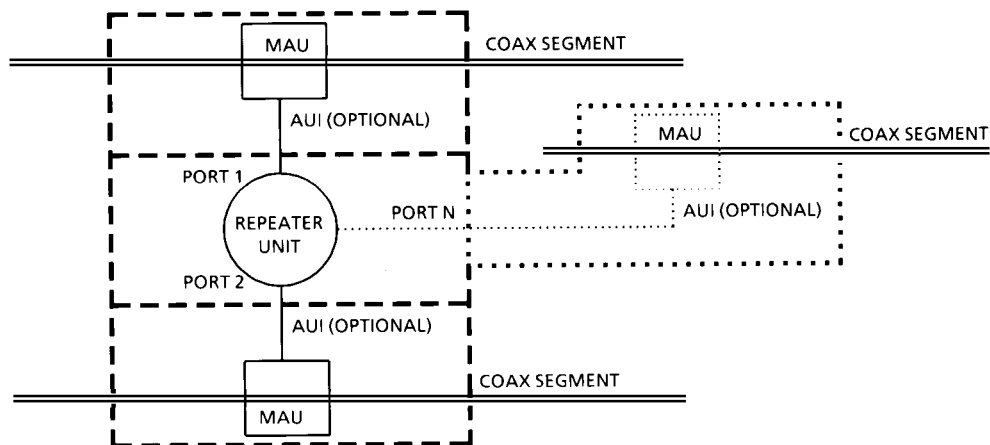 MAU
COAX SEGMENT
AUI (OPTIONAL)
MAU
COAX SEGMENT
PORT 1
PORT N
AUI (OPTIONAL)
REPEATER
UNIT
PORT 2
AUI (OPTIONAL)
COAX SEGMENT
MAU